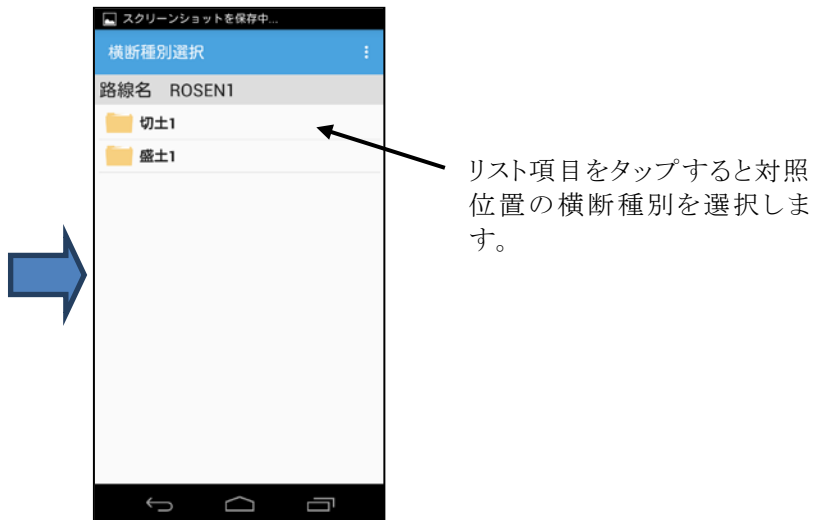 スクリーンショットを保存中...
横断種別選択
路線名 ROSEN1
切土1
盛土1
リスト項目をタップすると対照
位置の横断種別を選択しま
す。